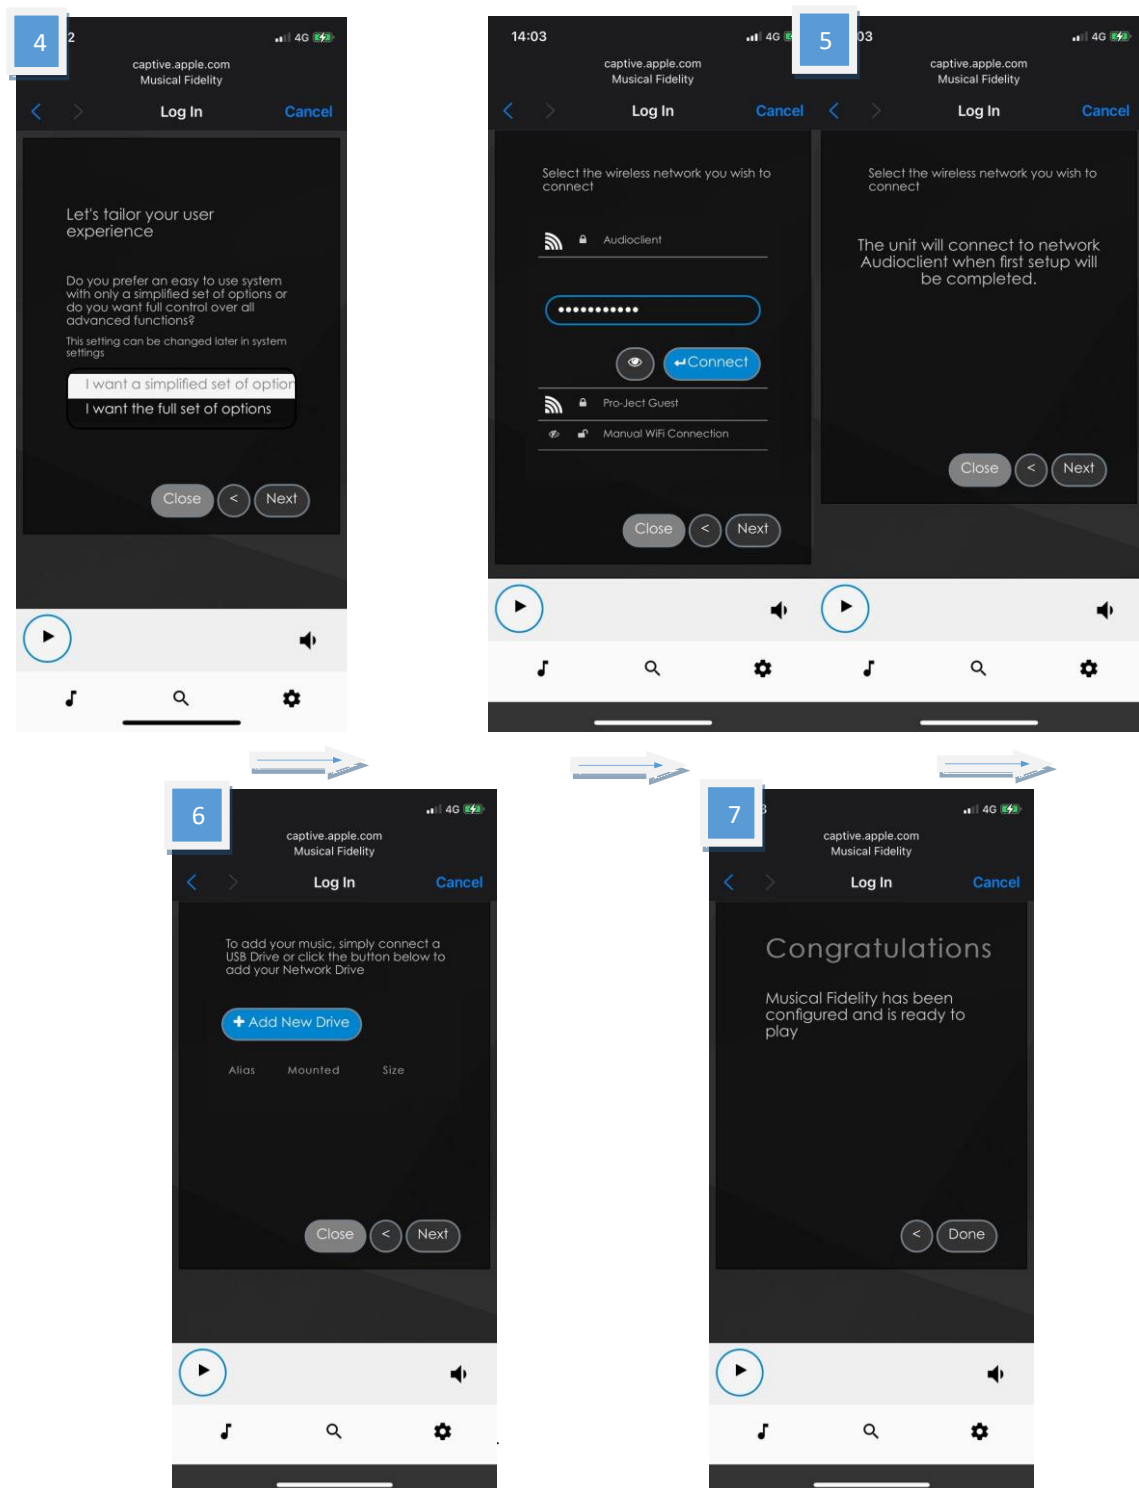 4
2
4G
captive.apple.com
Musical Fidelity
Log In
Cancel
Let's tailor your user
experience
Do you prefer an easy to use system
with only a simplified set of options or
do you want full control over all
advanced functions?
This setting can be changed later in system
settings
I want a simplified set of option
I want the full set of options
Close
<
Next
14:03
4G
captive.apple.com
Musical Fidelity
Log In
Cancel
Select the wireless network you wish to
connect
Audioclient
Connect
Pro-Ject Guest
Manual WiFi Connection
Close
<
Next
5
03
4G
captive.apple.com
Musical Fidelity
Log In
Cancel
Select the wireless network you wish to
connect
The unit will connect to network
Audioclient when first setup will
be completed.
Close
<
Next
6
4G
captive.apple.com
Musical Fidelity
Log In
Cancel
To add your music, simply connect a
USB Drive or click the button below to
add your Network Drive
+ Add New Drive
Alias Mounted Size
Close
<
Next
7
3
4G
captive.apple.com
Musical Fidelity
Log In
Cancel
Congratulations
Musical Fidelity has been
configured and is ready to
play
<
Done